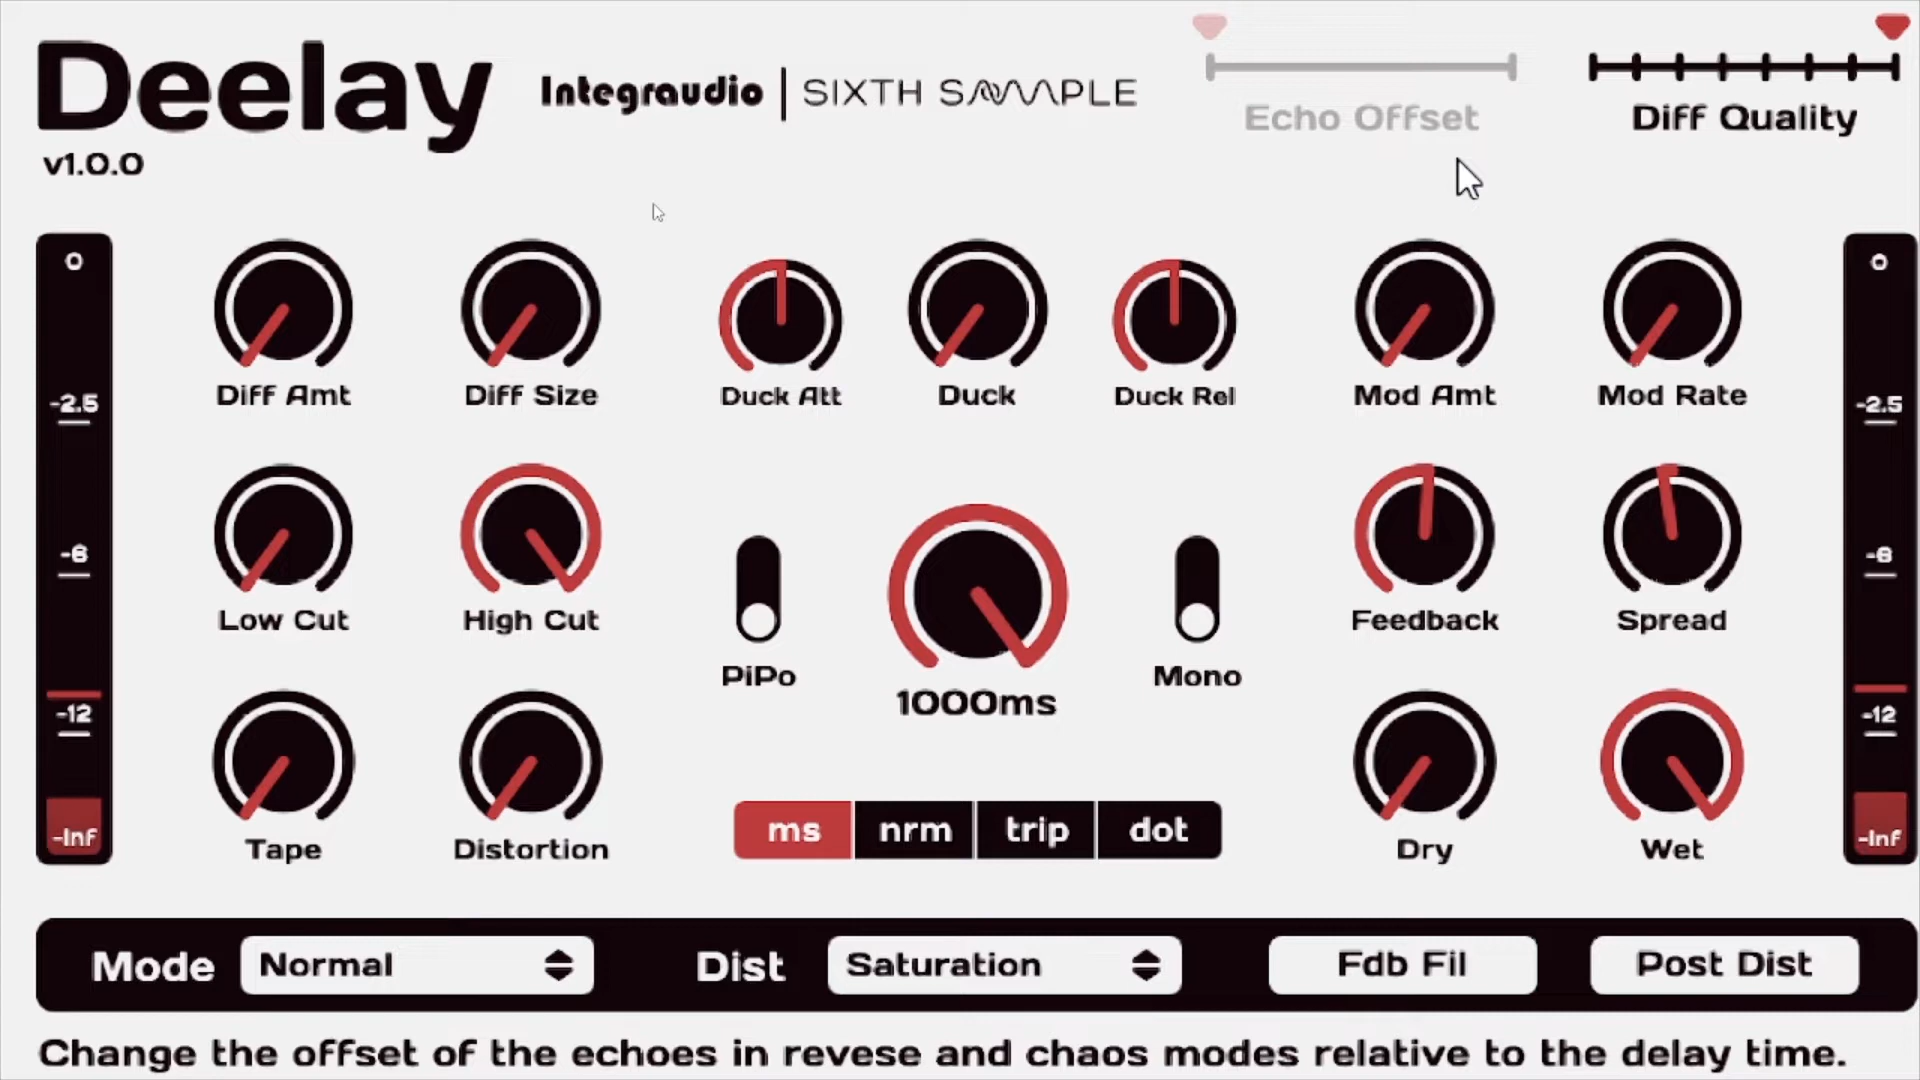 Deelay
v1.0.0
Integraudio | SIXTH SAMPLE
Echo Offset
Diff Quality
0
-2.5
-6
-12
-Inf
Diff Amt
Diff Size
Duck Att
Duck
Duck Rel
Mod Amt
Mod Rate
Low Cut
High Cut
PiPo
1000ms
Mono
Feedback
Spread
Tape
Distortion
ms
nrm
trip
dot
Dry
Wet
0
-2.5
-6
-12
-Inf
Mode
Normal
Dist
Saturation
Fdb Fil
Post Dist
Change the offset of the echoes in revese and chaos modes relative to the delay time.